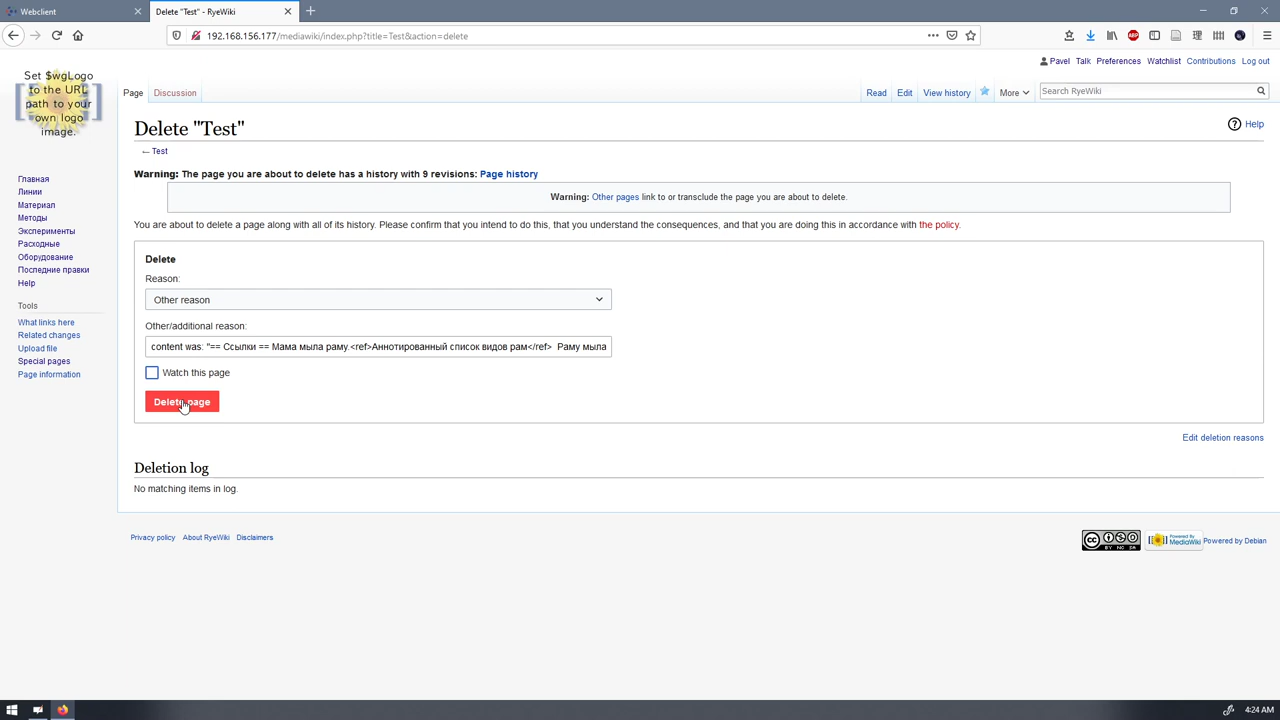 Webclient
Delete "Test" - RyeWiki
192.168.156.177/mediawiki/index.php?title=Test&action=delete
Set $wgLogo
to the URL
path to your
own logo
image.
Pavel Talk Preferences Watchlist Contributions Log out
Page Discussion Read Edit View history More Search RyeWiki
Delete "Test"
Help
← Test
Warning: The page you are about to delete has a history with 9 revisions: Page history
Warning: Other pages link to or transclude the page you are about to delete.
You are about to delete a page along with all of its history. Please confirm that you intend to do this, that you understand the consequences, and that you are doing this in accordance with the policy.
Главная
Линии
Материал
Методы
Эксперименты
Расходные
Оборудование
Последние правки
Help
Tools
What links here
Related changes
Upload file
Special pages
Page information
Delete
Reason:
Other reason
Other/additional reason:
content was: "== Ссылки == Мама мыла раму.<ref>Аннотированный список видов рам</ref> Раму мыла
Watch this page
Delete page
Edit deletion reasons
Deletion log
No matching items in log.
Privacy policy About RyeWiki Disclaimers
BY NC SA
Powered By
MediaWiki
Powered by Debian
4:24 AM